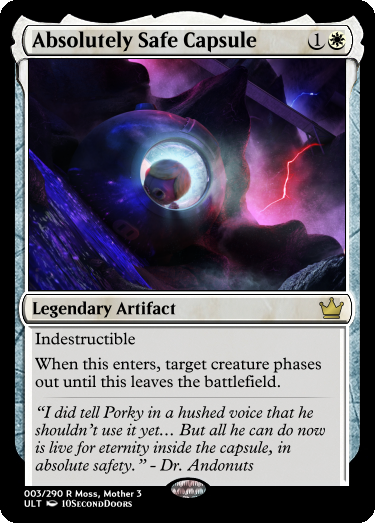 Absolutely Safe Capsule 1
Legendary Artifact
Indestructible
When this enters, target creature phases
out until this leaves the battlefield.
“I did tell Porky in a hushed voice that he
shouldn’t use it yet... But all he can do now
is live for eternity inside the capsule, in
absolute safety.” - Dr. Andonuts
003/290 R Moss, Mother 3
ULT 10SecondDoors